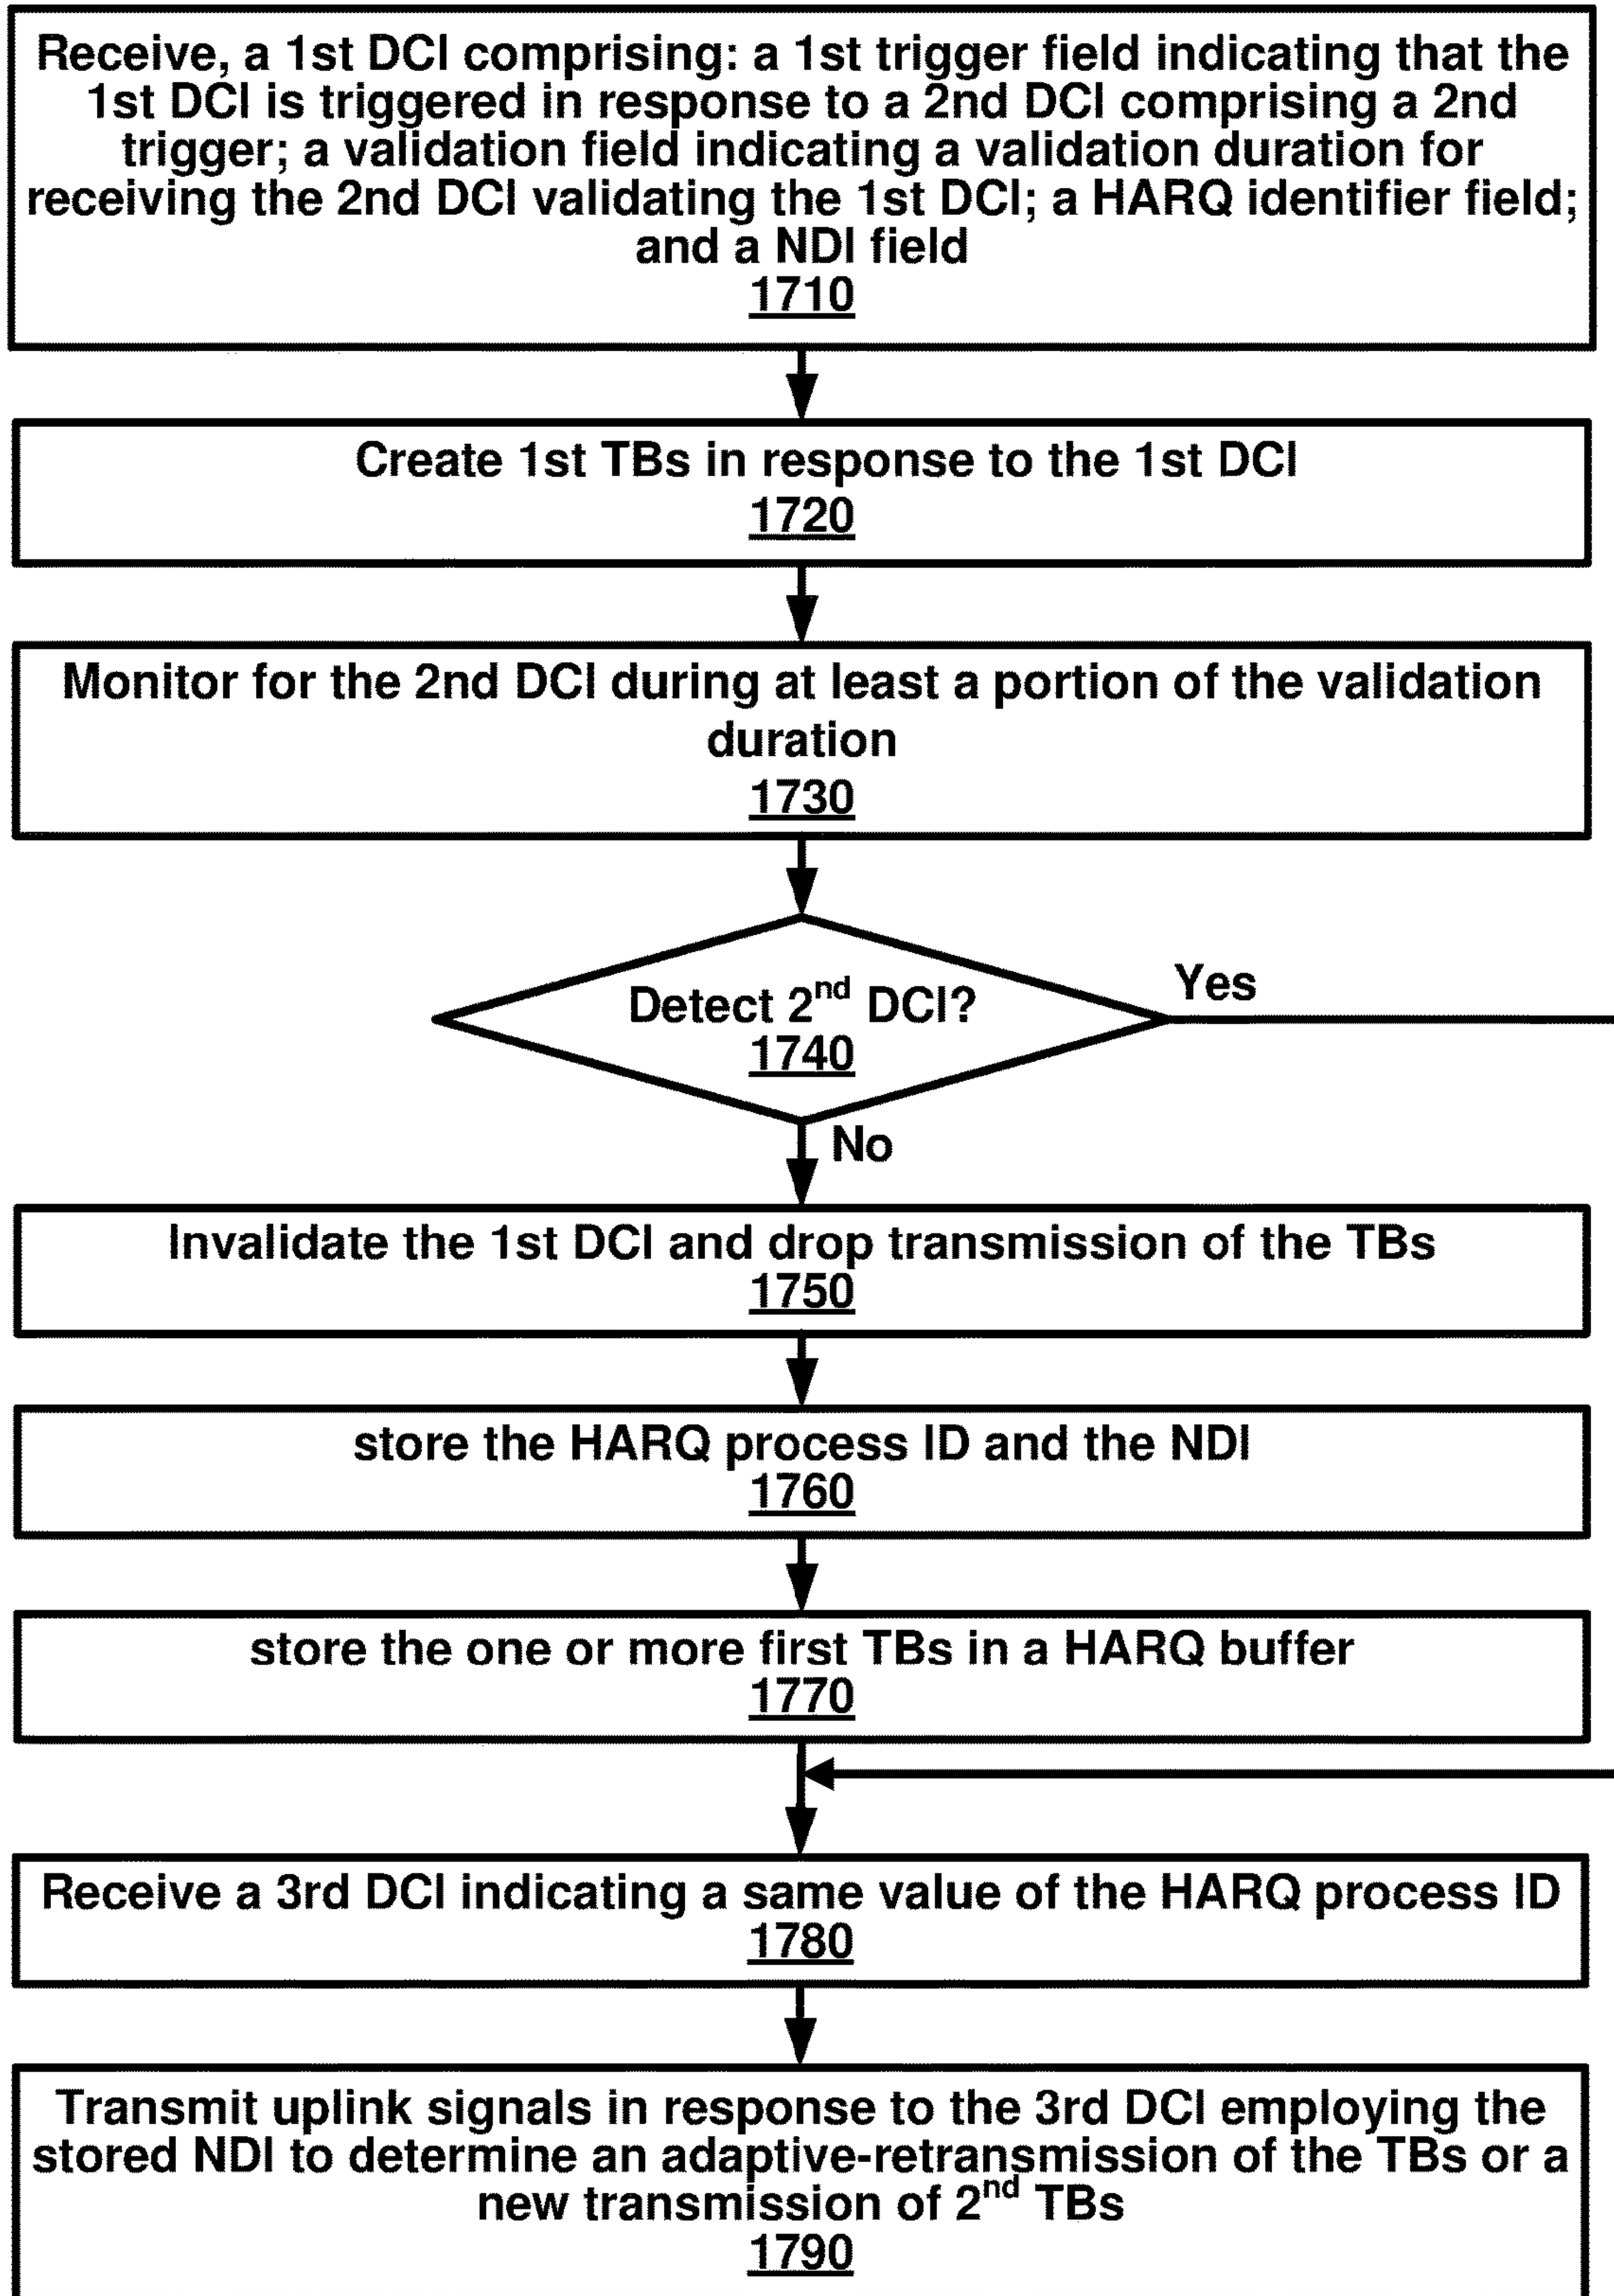 Receive, a 1st DCI comprising: a 1st trigger field indicating that the
1st DCI is triggered in response to a 2nd DCI comprising a 2nd
trigger; a validation field indicating a validation duration for
receiving the 2nd DCI validating the 1st DCI; a HARQ identifier field;
and a NDI field
1710
Create 1st TBs in response to the 1st DCI
1720
Monitor for the 2nd DCI during at least a portion of the validation
duration
1730
Detect 2nd DCI?
1740
Yes
No
Invalidate the 1st DCI and drop transmission of the TBs
1750
store the HARQ process ID and the NDI
1760
store the one or more first TBs in a HARQ buffer
1770
Receive a 3rd DCI indicating a same value of the HARQ process ID
1780
Transmit uplink signals in response to the 3rd DCI employing the
stored NDI to determine an adaptive-retransmission of the TBs or a
new transmission of 2nd TBs
1790